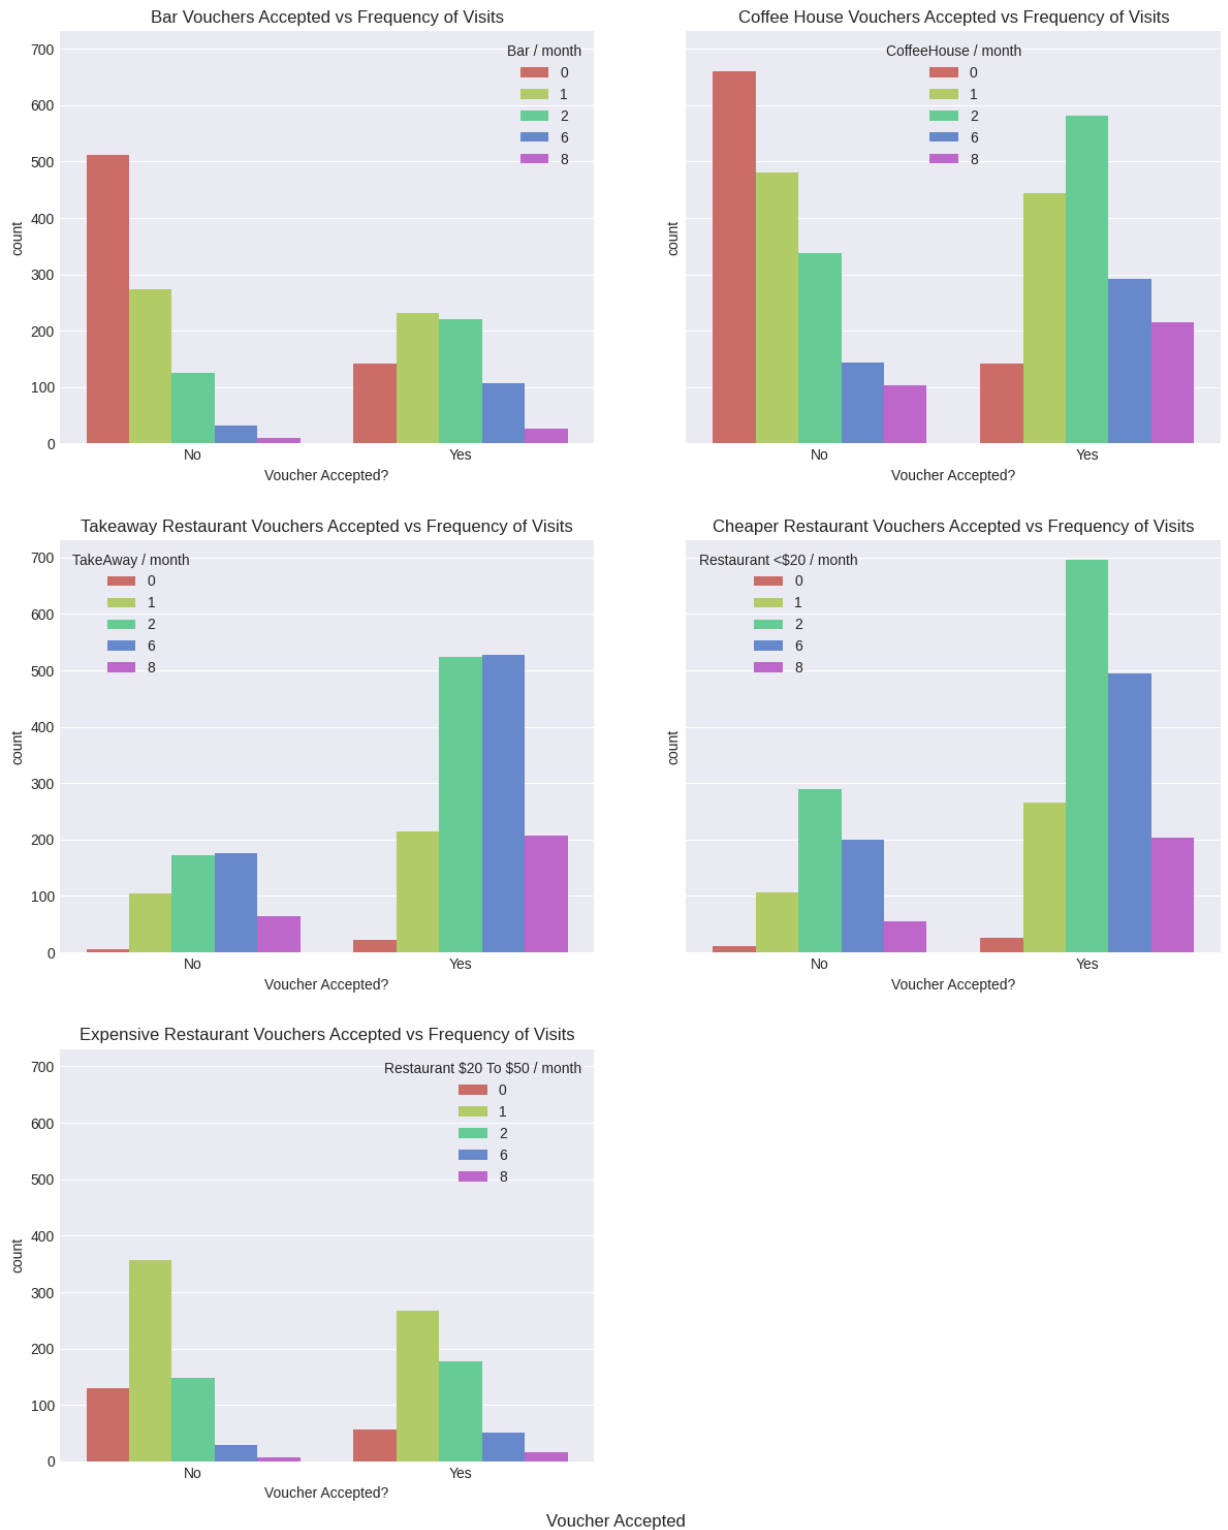 Bar Vouchers Accepted vs Frequency of Visits
Bar / month
0
1
2
6
8
700
600
500
400
300
200
100
0
count
No
Yes
Voucher Accepted?
Coffee House Vouchers Accepted vs Frequency of Visits
CoffeeHouse / month
0
1
2
6
8
count
No
Yes
Voucher Accepted?
Takeaway Restaurant Vouchers Accepted vs Frequency of Visits
TakeAway / month
0
1
2
6
8
700
600
500
400
300
200
100
0
count
No
Yes
Voucher Accepted?
Cheaper Restaurant Vouchers Accepted vs Frequency of Visits
Restaurant <$20 / month
0
1
2
6
8
count
No
Yes
Voucher Accepted?
Expensive Restaurant Vouchers Accepted vs Frequency of Visits
Restaurant $20 To $50 / month
0
1
2
6
8
700
600
500
400
300
200
100
0
count
No
Yes
Voucher Accepted?
Voucher Accepted